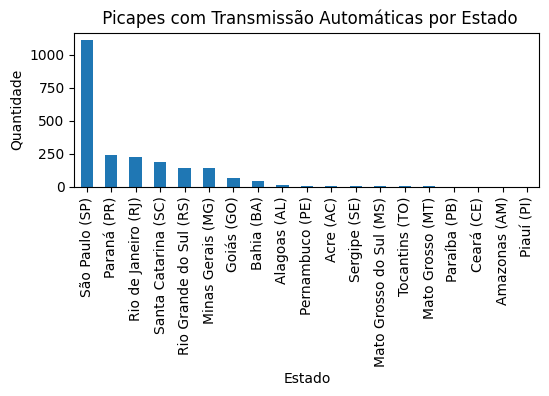 Picapes com Transmissão Automáticas por Estado
Quantidade
1000
750
500
250
0
São Paulo (SP)
Paraná (PR)
Rio de Janeiro (RJ)
Santa Catarina (SC)
Rio Grande do Sul (RS)
Minas Gerais (MG)
Goiás (GO)
Bahia (BA)
Alagoas (AL)
Pernambuco (PE)
Acre (AC)
Sergipe (SE)
Mato Grosso do Sul (MS)
Tocantins (TO)
Mato Grosso (MT)
Paraíba (PB)
Ceará (CE)
Amazonas (AM)
Piauí (PI)
Estado